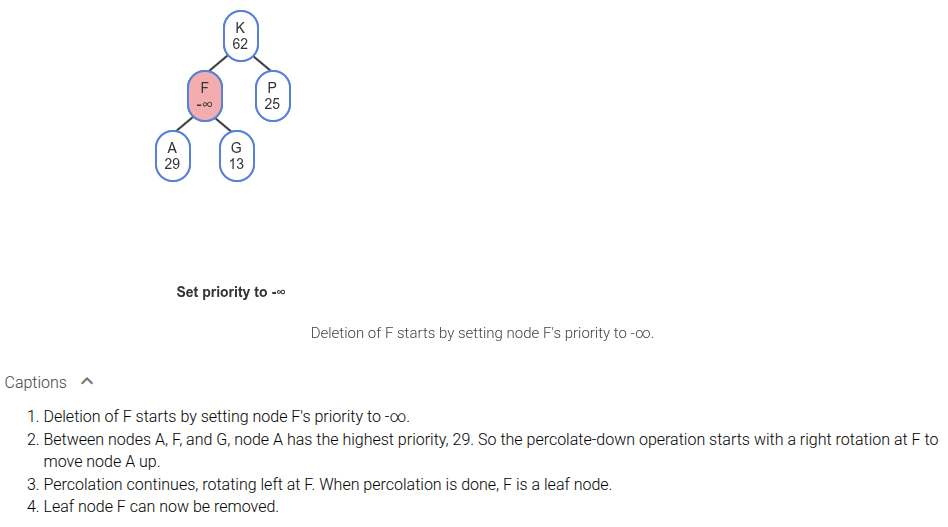 K
62
F
-∞
P
25
A
29
G
13
Set priority to -∞
Deletion of F starts by setting node F's priority to -∞.
Captions
1. Deletion of F starts by setting node F's priority to -∞.
2. Between nodes A, F, and G, node A has the highest priority, 29. So the percolate-down operation starts with a right rotation at F to
move node A up.
3. Percolation continues, rotating left at F. When percolation is done, F is a leaf node.
4. Leaf node F can now be removed.